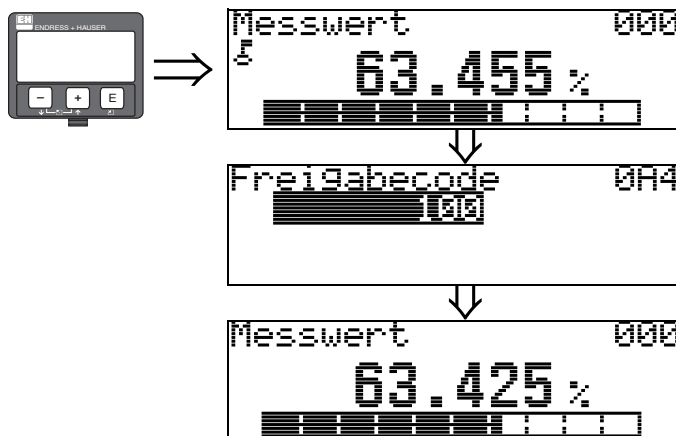 E+H ENDRESS + HAUSER
- + E
Messwert 000
63.455 %
Freigabecode 0A4
100
Messwert 000
63.425 %